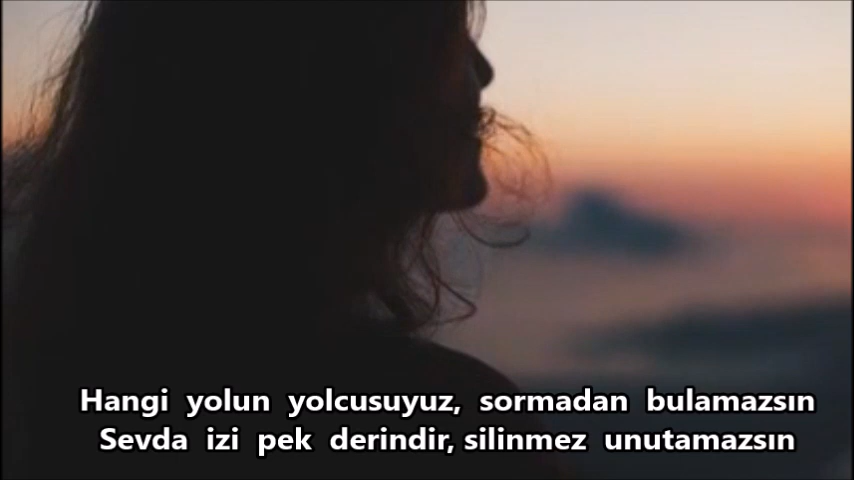 Hangi yolun yolcusuyuz, sormadan bulamazsın
Sevda izi pek derindir, silinmez unutamazsın